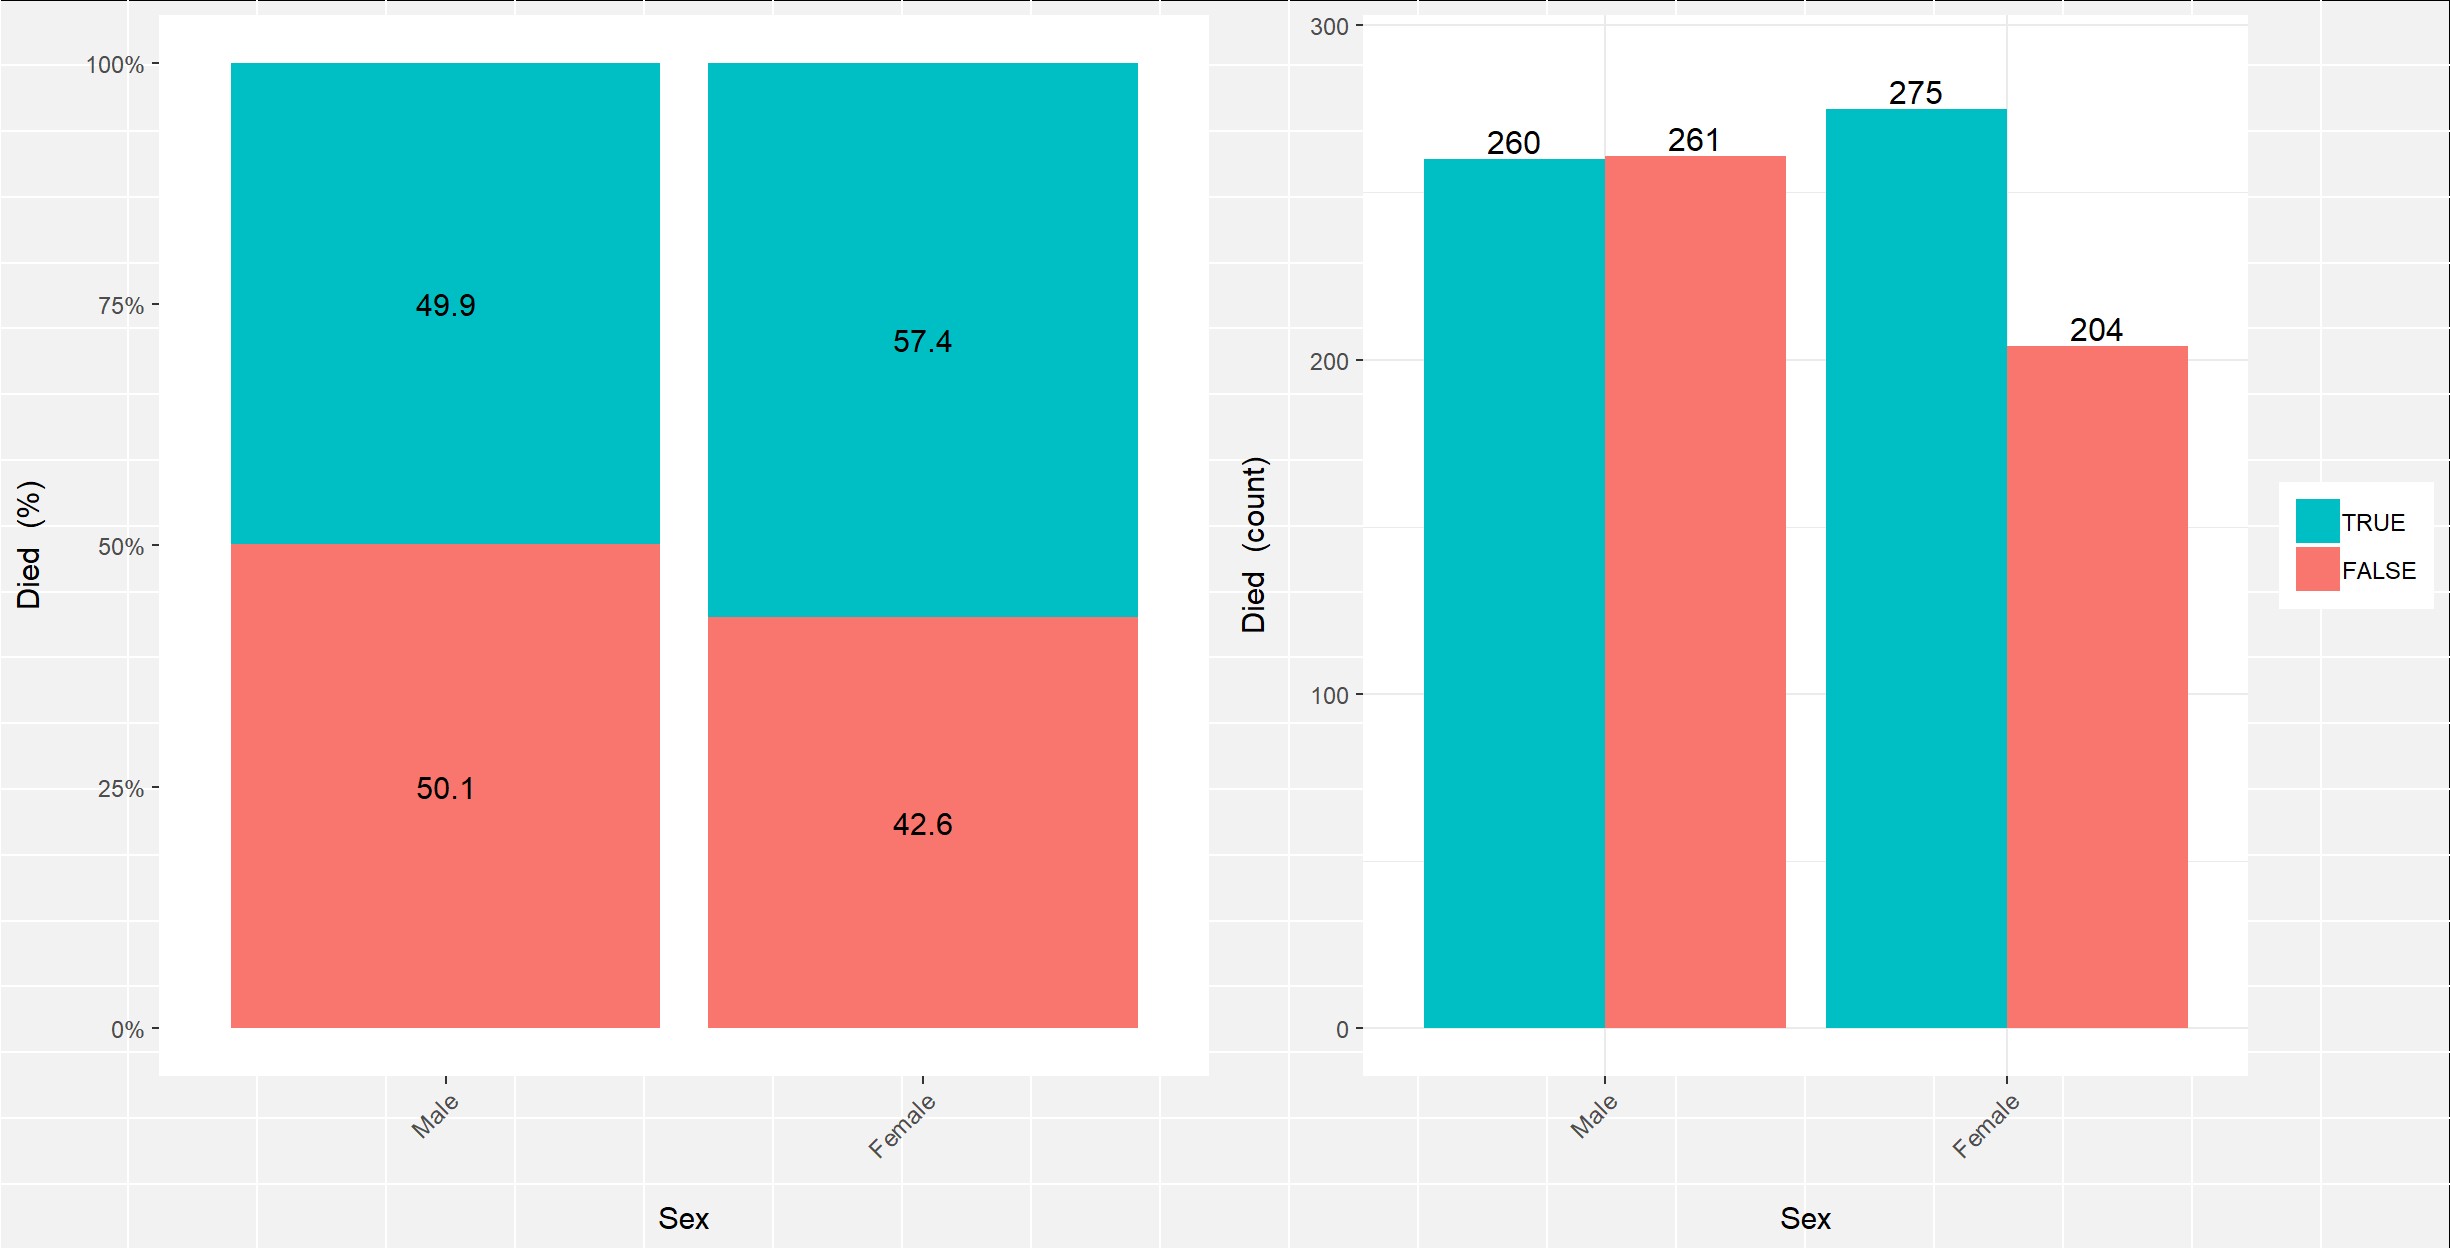 Died (%)
100%
75%
50%
25%
0%
49.9
57.4
50.1
42.6
Male
Female
Sex
Died (count)
300
200
100
0
260
261
275
204
Male
Female
Sex
TRUE
FALSE